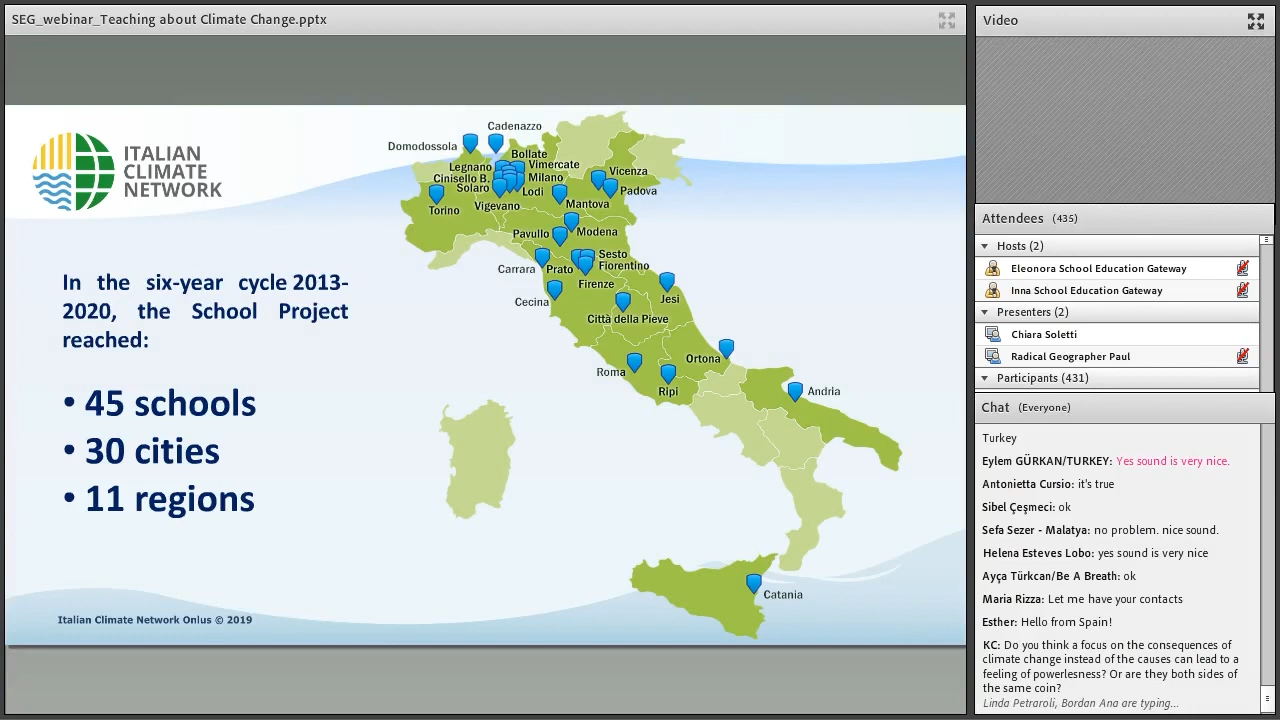 SEG_webinar_Teaching about Climate Change.pptx
ITALIAN
CLIMATE
NETWORK
In the six-year cycle 2013-
2020, the School Project
reached:
• 45 schools
• 30 cities
• 11 regions
Cadenazzo
Domodossola
Bollate
Legnano
Vimercate
Cinisello B.
Milano
Solaro
Lodi
Vicenza
Padova
Torino
Vigevano
Mantova
Pavullo
Modena
Carrara
Prato
Sesto
Fiorentino
Firenze
Cecina
Jesi
Città della Pieve
Ortona
Roma
Ripi
Andria
Catania
Italian Climate Network Onlus © 2019
Video
Attendees (435)
Hosts (2)
Eleonora School Education Gateway
Inna School Education Gateway
Presenters (2)
Chiara Soletti
Radical Geographer Paul
Participants (431)
Chat (Everyone)
Turkey
Eylem GÜRKAN/TURKEY: Yes sound is very nice.
Antonietta Cursio: it's true
Sibel Çeşmeci: ok
Sefa Sezer - Malatya: no problem. nice sound.
Helena Esteves Lobo: yes sound is very nice
Ayça Türkcan/Be A Breath: ok
Maria Rizza: Let me have your contacts
Esther: Hello from Spain!
KC: Do you think a focus on the consequences of
climate change instead of the causes can lead to a
feeling of powerlesness? Or are they both sides of
the same coin?
Linda Petraroli, Bordan Ana are typing...